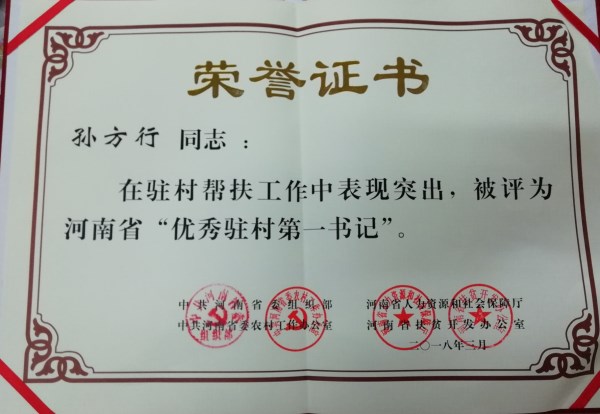 荣誉证书
孙方行 同志：
在驻村帮扶工作中表现突出，被评为
河南省“优秀驻村第一书记”。
中共河南省委组织部
中共河南省委农村工作办公室
河南省人力资源和社会保障厅
河南省扶贫开发办公室
二〇一八年三月